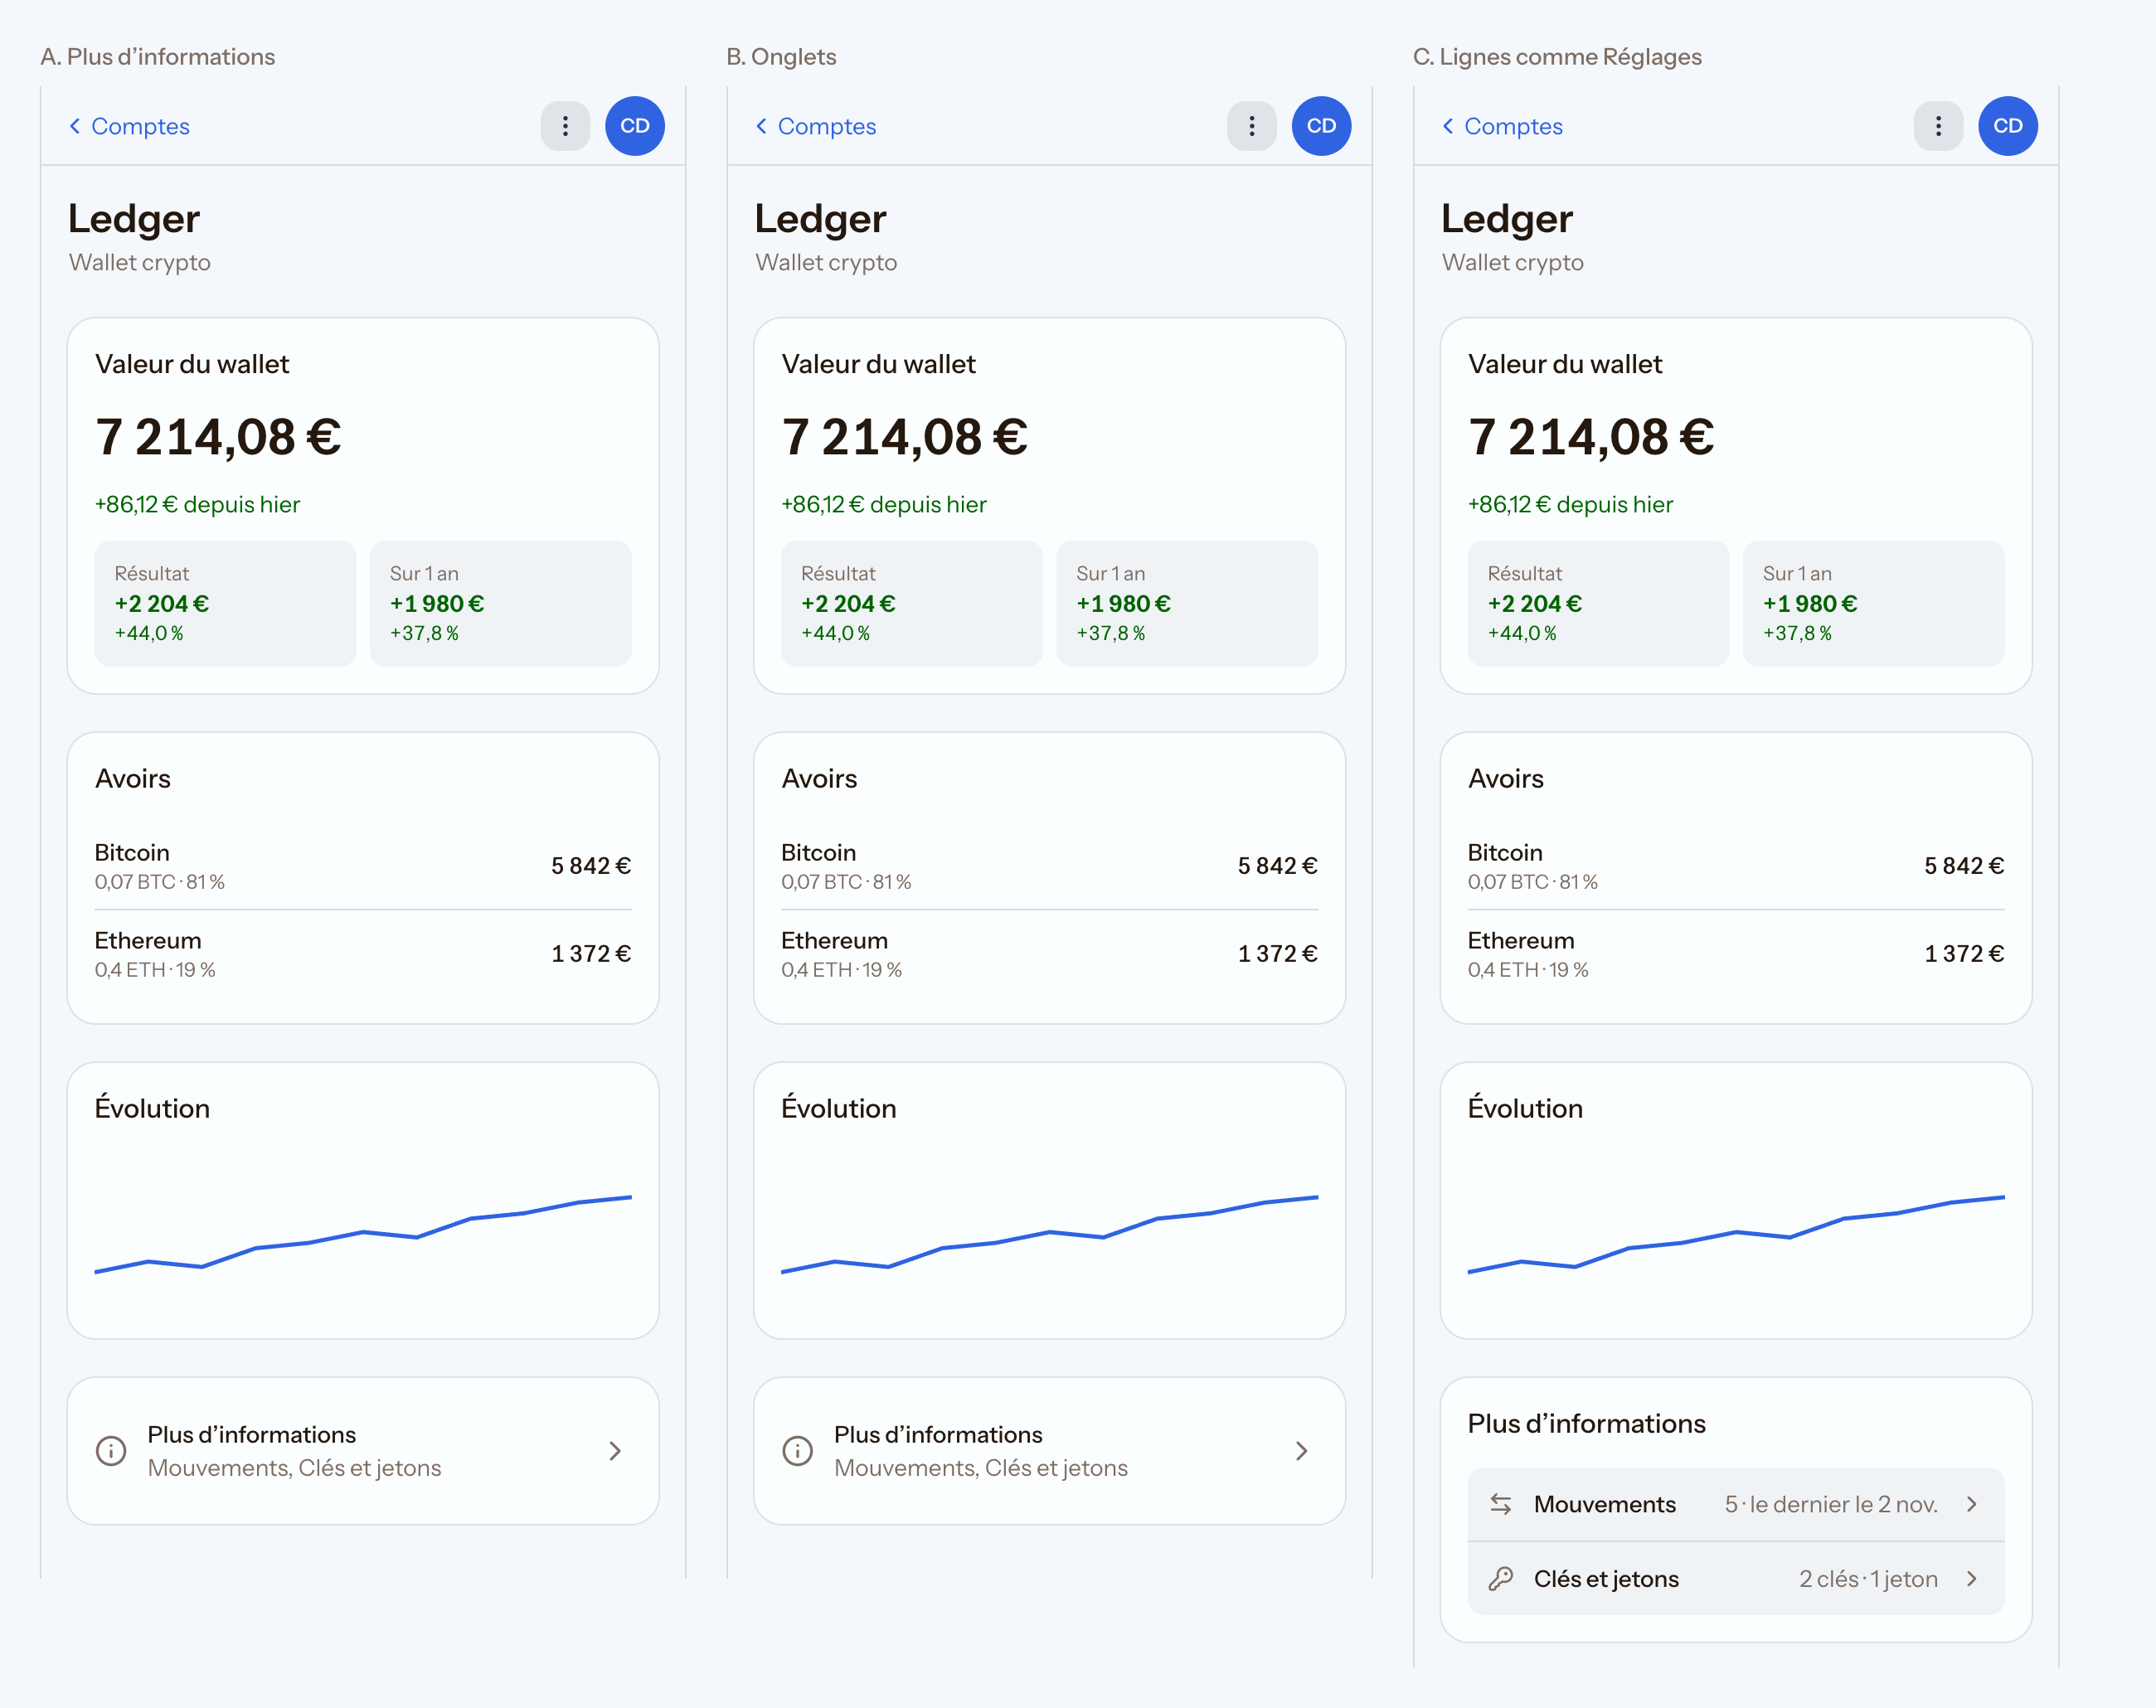 A. Plus d’informations
Comptes
CD
Ledger
Wallet crypto
Valeur du wallet
7 214,08 €
+86,12 € depuis hier
Résultat
+2 204 €
+44,0 %
Sur 1 an
+1 980 €
+37,8 %
Avoirs
Bitcoin
0,07 BTC · 81 %
5 842 €
Ethereum
0,4 ETH · 19 %
1 372 €
Évolution
Plus d’informations
Mouvements, Clés et jetons
B. Onglets
Comptes
CD
Ledger
Wallet crypto
Valeur du wallet
7 214,08 €
+86,12 € depuis hier
Résultat
+2 204 €
+44,0 %
Sur 1 an
+1 980 €
+37,8 %
Avoirs
Bitcoin
0,07 BTC · 81 %
5 842 €
Ethereum
0,4 ETH · 19 %
1 372 €
Évolution
Plus d’informations
Mouvements, Clés et jetons
C. Lignes comme Réglages
Comptes
CD
Ledger
Wallet crypto
Valeur du wallet
7 214,08 €
+86,12 € depuis hier
Résultat
+2 204 €
+44,0 %
Sur 1 an
+1 980 €
+37,8 %
Avoirs
Bitcoin
0,07 BTC · 81 %
5 842 €
Ethereum
0,4 ETH · 19 %
1 372 €
Évolution
Plus d’informations
Mouvements 5 · le dernier le 2 nov.
Clés et jetons 2 clés · 1 jeton